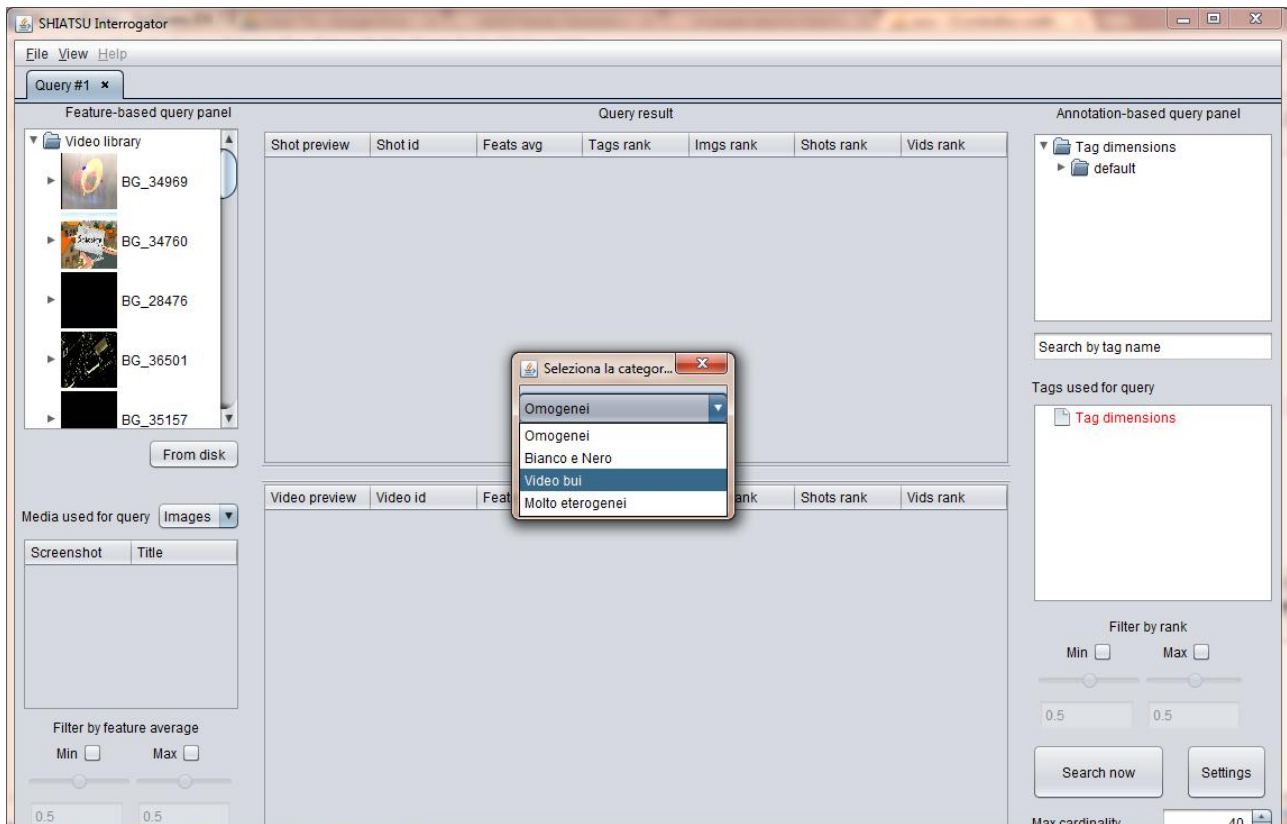 SHIATSU Interrogator
File View Help
Query #1
Feature-based query panel
Video library
BG_34969
BG_34760
BG_28476
BG_36501
BG_35157
From disk
Media used for query Images
Screenshot Title
Filter by feature average
Min Max
0.5 0.5
Query result
Shot preview Shot id Feats avg Tags rank Imgs rank Shots rank Vids rank
Seleziona la categor...
Omogenei
Omogenei
Bianco e Nero
Video bui
Molto eterogenei
Video preview Video id Feat ank Shots rank Vids rank
Annotation-based query panel
Tag dimensions
default
Search by tag name
Tags used for query
Tag dimensions
Filter by rank
Min Max
0.5 0.5
Search now Settings
Max cardinality 40